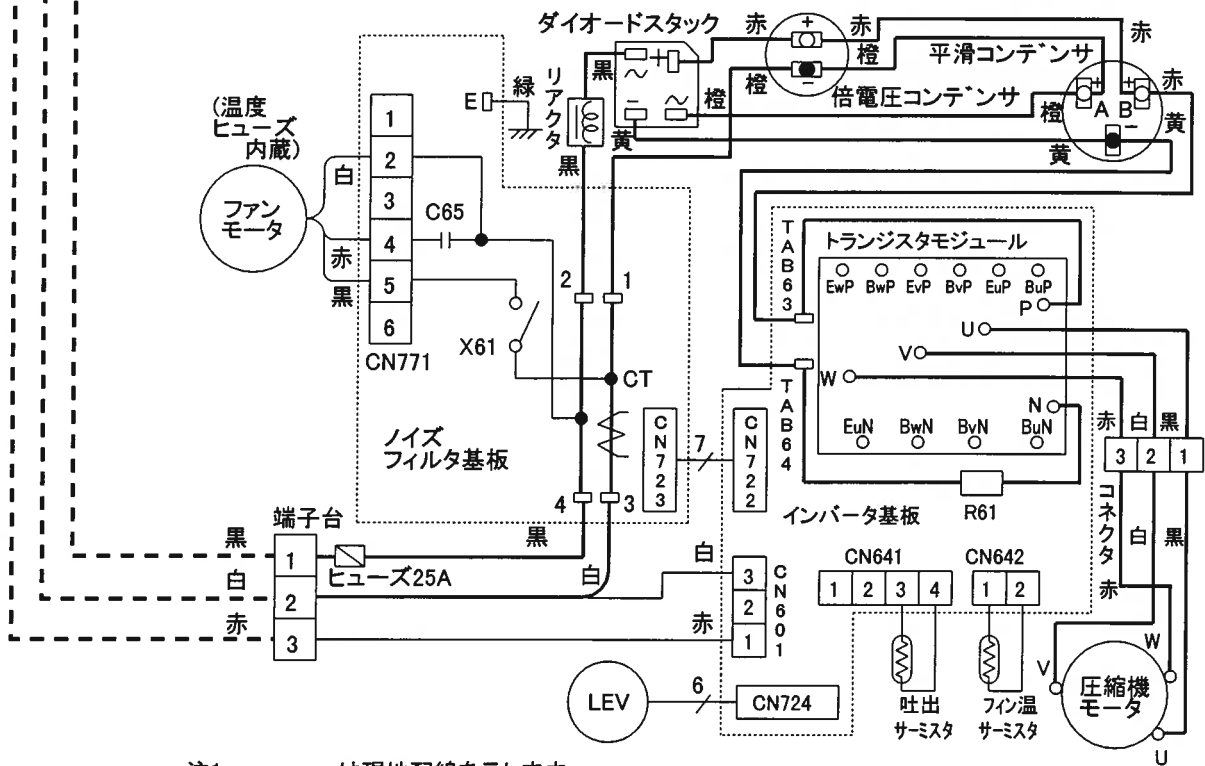 ダイオードスタック
赤
赤
赤
橙
平滑コンデンサ
黒
リアクタ
橙
橙
倍電圧コンデンサ
橙
A
B
赤
黄
黄
黄
黒
E
緑
(温度
ヒューズ
内蔵)
ファン
モータ
白
赤
黒
1
2
3
4
5
6
CN771
C65
X61
2
1
CT
ノイズ
フィルタ基板
CN723
7
CN722
4
3
TAB63
TAB64
トランジスタモジュール
EwP
BwP
EvP
BvP
EuP
BuP
P
U
V
W
N
EuN
BwN
BvN
BuN
R61
インバータ基板
赤
白
黒
3
2
1
コネクタ
白
黒
赤
端子台
黒
白
赤
1
2
3
ヒューズ25A
黒
白
白
赤
3
2
1
CN601
CN641
1
2
3
4
CN642
1
2
吐出
サーミスタ
フィン温
サーミスタ
LEV
6
CN724
圧縮機
モータ
V
W
U